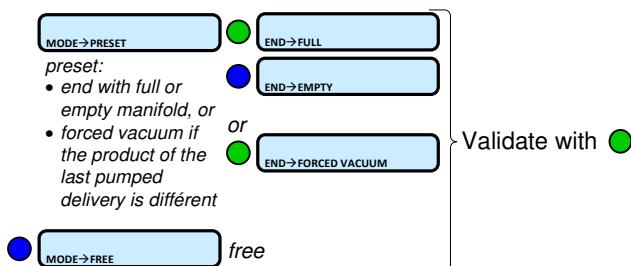 MODE→PRESET
END→FULL
preset:
• end with full or
empty manifold, or
• forced vacuum if
the product of the
last pumped
delivery is différent
END→EMPTY
or
END→FORCED VACUUM
Validate with
MODE→FREE
free